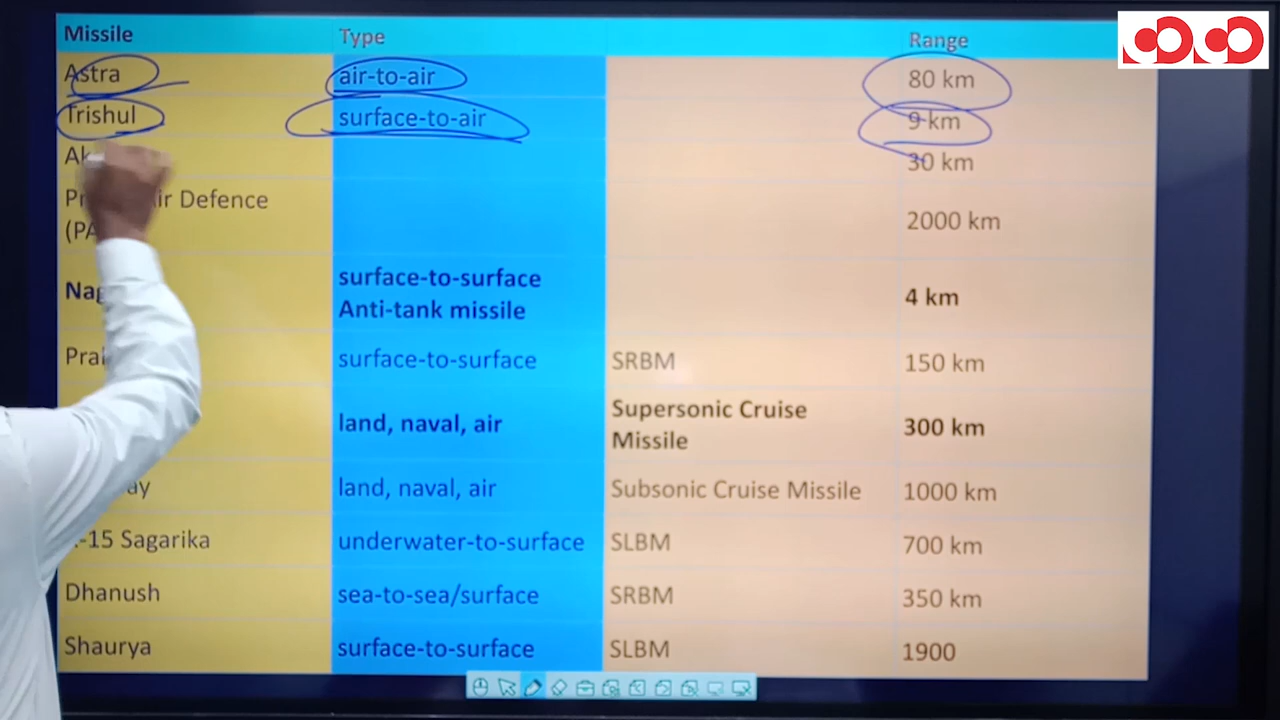 Missile Type Range
Astra air-to-air 80 km
Trishul surface-to-air 9 km
30 km
Defence
2000 km
surface-to-surface
Anti-tank missile
4 km
surface-to-surface SRBM 150 km
land, naval, air Supersonic Cruise
Missile
300 km
land, naval, air Subsonic Cruise Missile 1000 km
-15 Sagarika underwater-to-surface SLBM 700 km
Dhanush sea-to-sea/surface SRBM 350 km
Shaurya surface-to-surface SLBM 1900